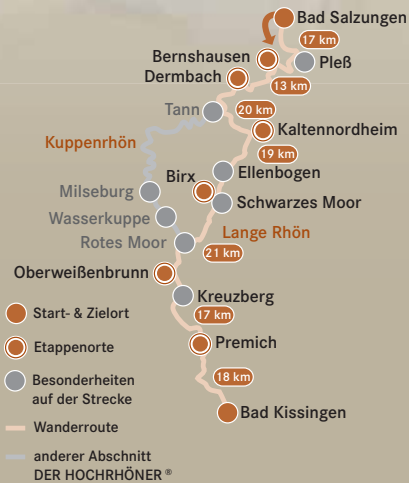 Bad Salzungen
17 km
Bernshausen
Pleß
Dermbach
13 km
Tann
20 km
Kaltennordheim
Kuppenrhön
19 km
Ellenbogen
Birx
Milseburg
Schwarzes Moor
Wasserkuppe
Lange Rhön
Rotes Moor
21 km
Oberweißenbrunn
Kreuzberg
17 km
Start- & Zielort
Premich
Etappenorte
18 km
Besonderheiten
auf der Strecke
Bad Kissingen
Wanderroute
anderer Abschnitt
DER HOCHRHÖNER ®